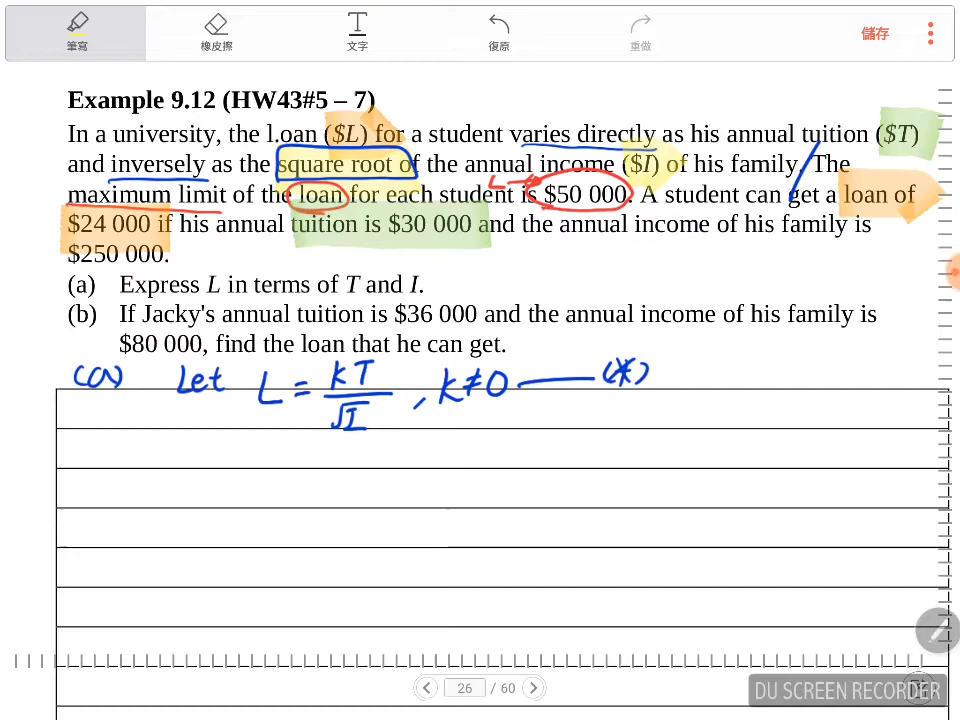 筆寫 橡皮擦 文字 復原 重做 儲存
Example 9.12 (HW43#5 – 7)
In a university, the l.oan ($L) for a student varies directly as his annual tuition ($T)
and inversely as the square root of the annual income ($I) of his family. The
maximum limit of the loan for each student is $50 000. A student can get a loan of
$24 000 if his annual tuition is $30 000 and the annual income of his family is
$250 000.
(a) Express L in terms of T and I.
(b) If Jacky's annual tuition is $36 000 and the annual income of his family is
$80 000, find the loan that he can get.
(a) Let L = kT/√I , k≠0 —— (*)
26 / 60
DU SCREEN RECORDER